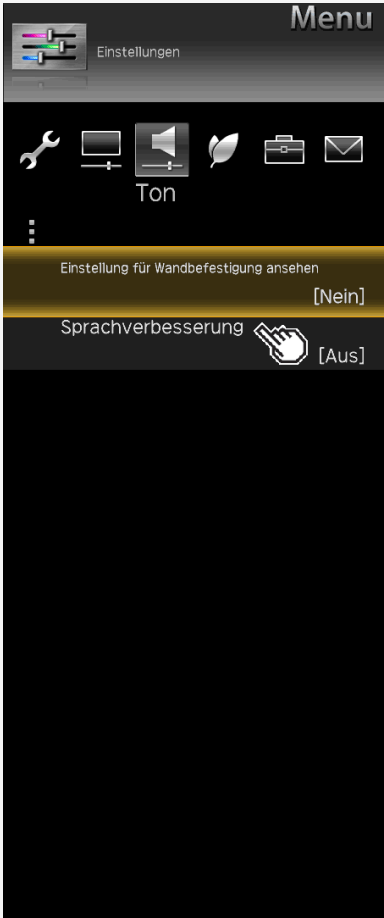 Menu
Einstellungen
Ton
Einstellung für Wandbefestigung ansehen
[Nein]
Sprachverbesserung
[Aus]